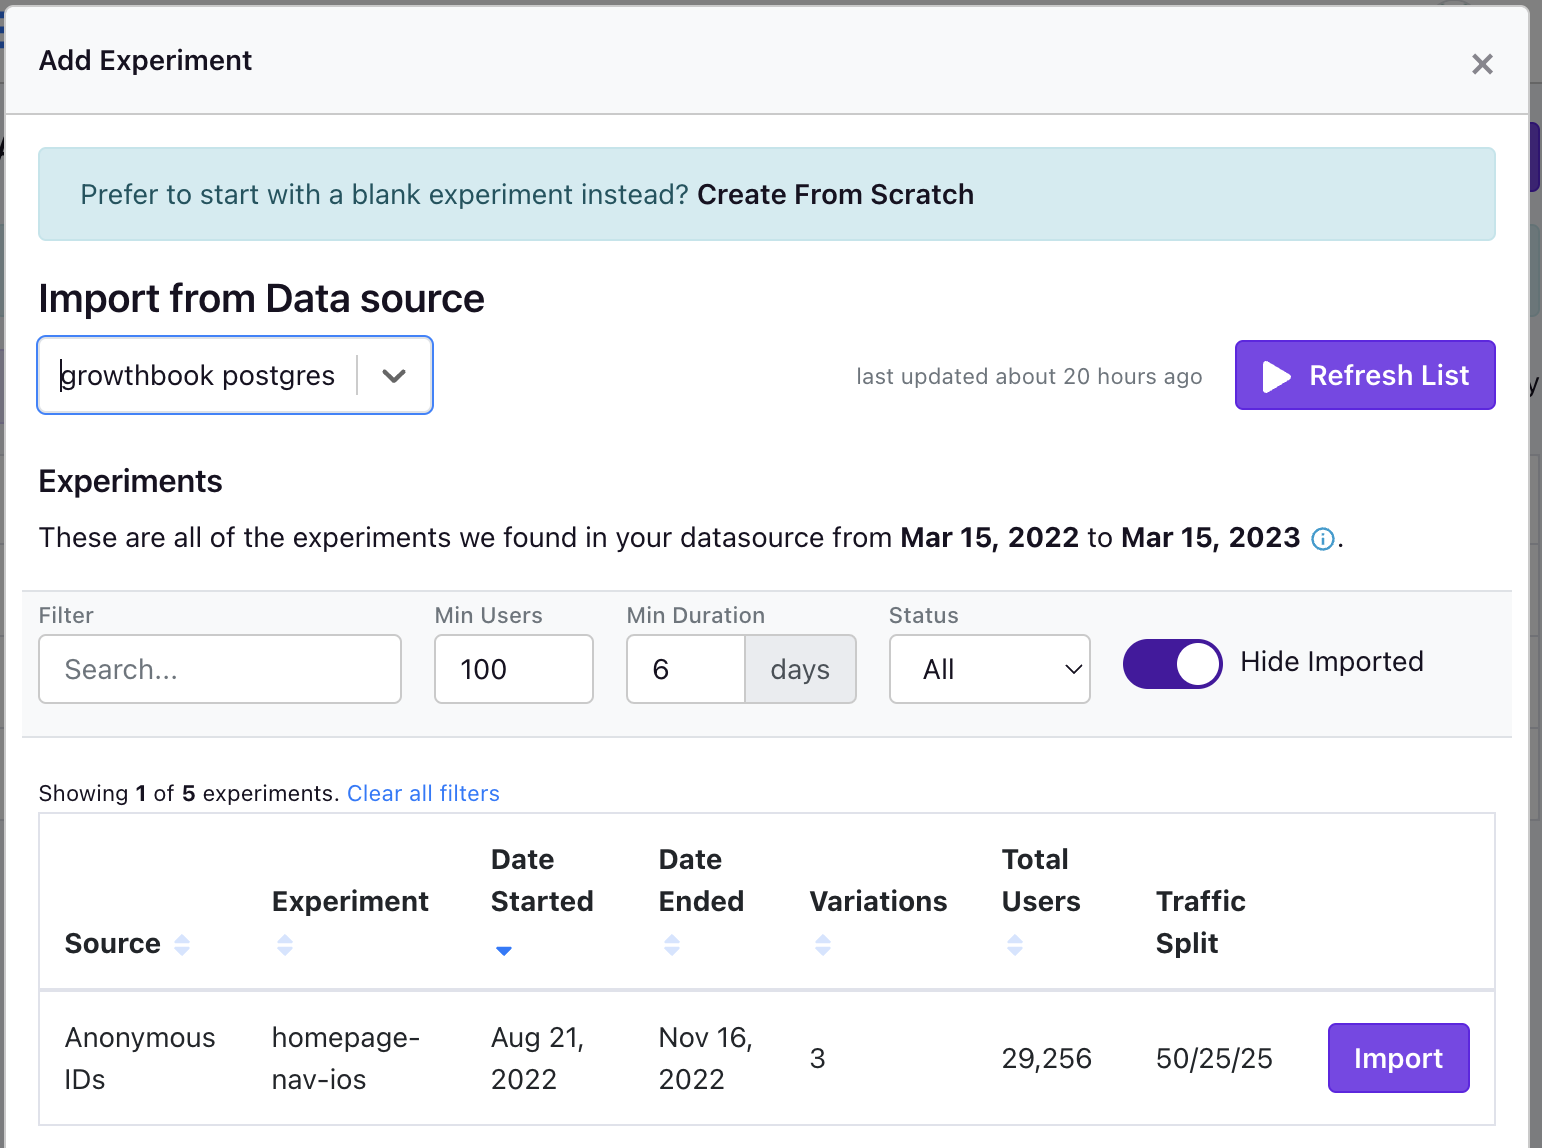 Add Experiment
Prefer to start with a blank experiment instead? Create From Scratch
Import from Data source
growthbook postgres
last updated about 20 hours ago
Refresh List
Experiments
These are all of the experiments we found in your datasource from Mar 15, 2022 to Mar 15, 2023 .
Filter
Min Users
Min Duration
Status
Search...
100
6
days
All
Hide Imported
Showing 1 of 5 experiments. Clear all filters
Source
Experiment
Date
Started
Date
Ended
Variations
Total
Users
Traffic
Split
Anonymous
IDs
homepage-
nav-ios
Aug 21,
2022
Nov 16,
2022
3
29,256
50/25/25
Import